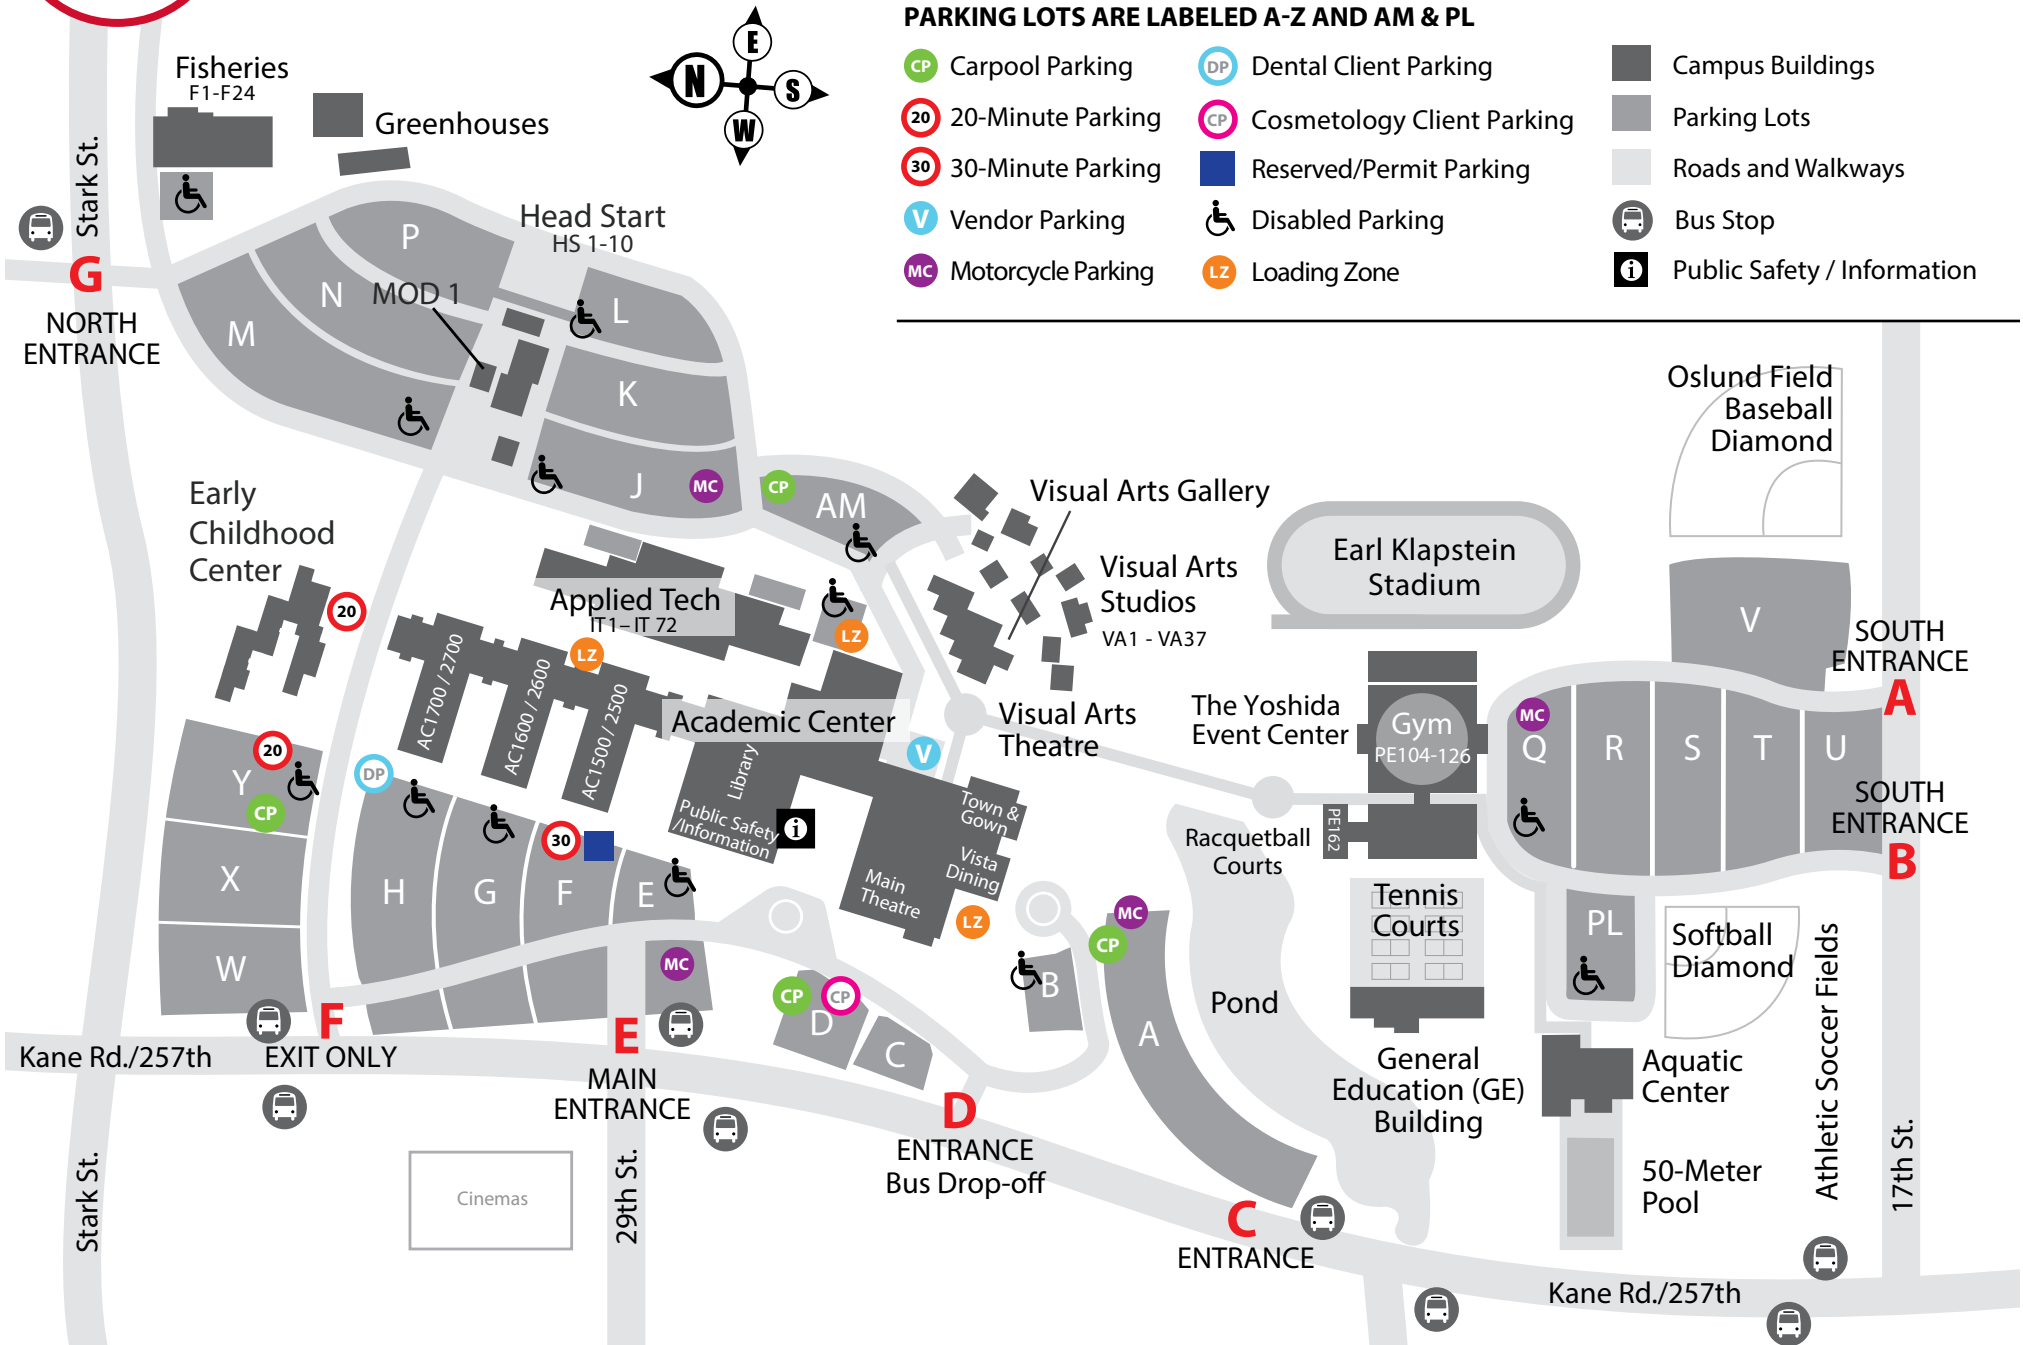 PARKING LOTS ARE LABELED A-Z AND AM & PL
CP Carpool Parking
20 20-Minute Parking
30 30-Minute Parking
V Vendor Parking
MC Motorcycle Parking
DP Dental Client Parking
CP Cosmetology Client Parking
Reserved/Permit Parking
Disabled Parking
LZ Loading Zone
Campus Buildings
Parking Lots
Roads and Walkways
Bus Stop
i Public Safety / Information
E
N
S
W
Fisheries
F1-F24
Greenhouses
Stark St.
G
NORTH
ENTRANCE
P
Head Start
HS 1-10
N
MOD 1
M
L
K
J
MC
CP
AM
Early
Childhood
Center
20
Applied Tech
IT 1– IT 72
LZ
LZ
AC1700 / 2700
AC1600 / 2600
AC1500 / 2500
Academic Center
Library
Public Safety
/Information
i
V
Town &
Gown
Vista
Dining
Main
Theatre
LZ
Visual Arts Gallery
Visual Arts
Studios
VA1 - VA37
Visual Arts
Theatre
Earl Klapstein
Stadium
Oslund Field
Baseball
Diamond
V
SOUTH
ENTRANCE
A
The Yoshida
Event Center
Gym
PE104-126
MC
Q
R
S
T
U
SOUTH
ENTRANCE
B
PE162
Racquetball
Courts
Tennis
Courts
PL
Softball
Diamond
Athletic Soccer Fields
20
Y
CP
DP
X
W
H
G
F
E
30
MC
CP
CP
D
C
B
MC
CP
A
Pond
General
Education (GE)
Building
Aquatic
Center
50-Meter
Pool
17th St.
Kane Rd./257th
F
EXIT ONLY
E
MAIN
ENTRANCE
D
ENTRANCE
Bus Drop-off
C
ENTRANCE
Kane Rd./257th
Stark St.
Cinemas
29th St.